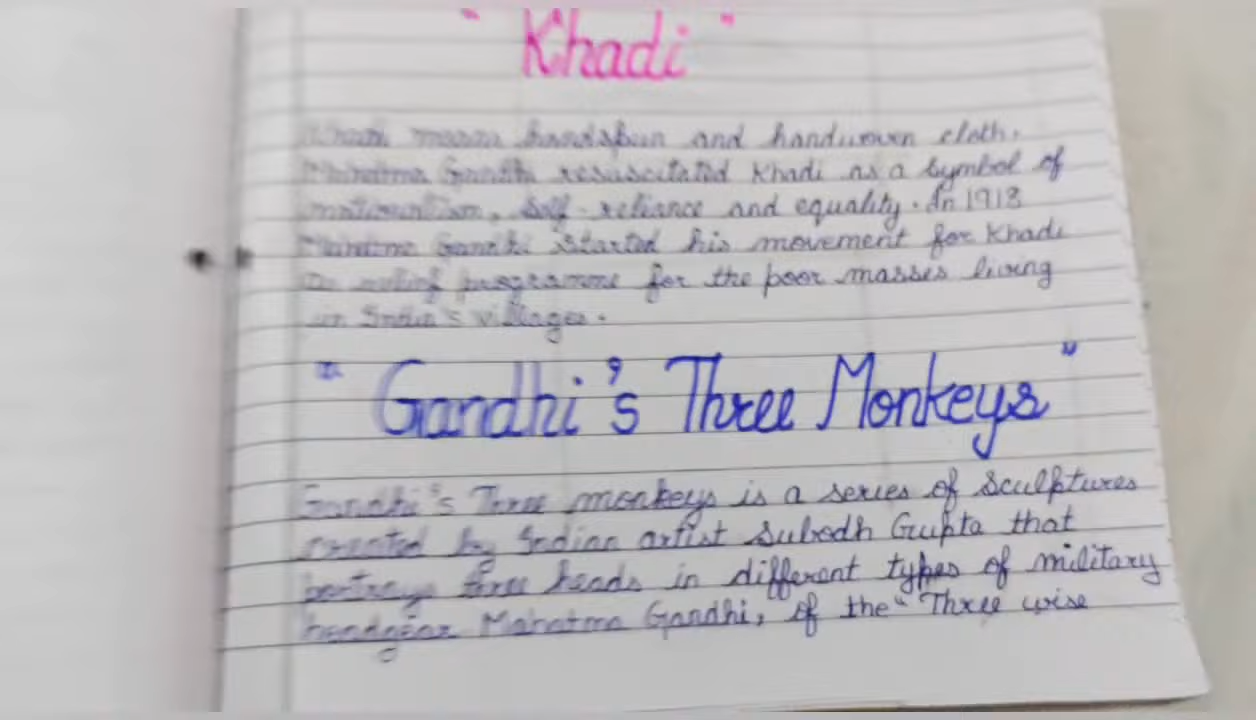 " Khadi "
Khadi means handspun and handwoven cloth.
Mahatma Gandhi resuscitated Khadi as a symbol of
nationalism, self-reliance and equality. In 1918
Mahatma Gandhi started his movement for Khadi
relief programme for the poor masses living
in India's villages.
" Gandhi's Three Monkeys "
Gandhi's Three monkeys is a series of Sculptures
created by Indian artist Subodh Gupta that
portrays three heads in different types of military
headgear Mahatma Gandhi, of the "Three wise